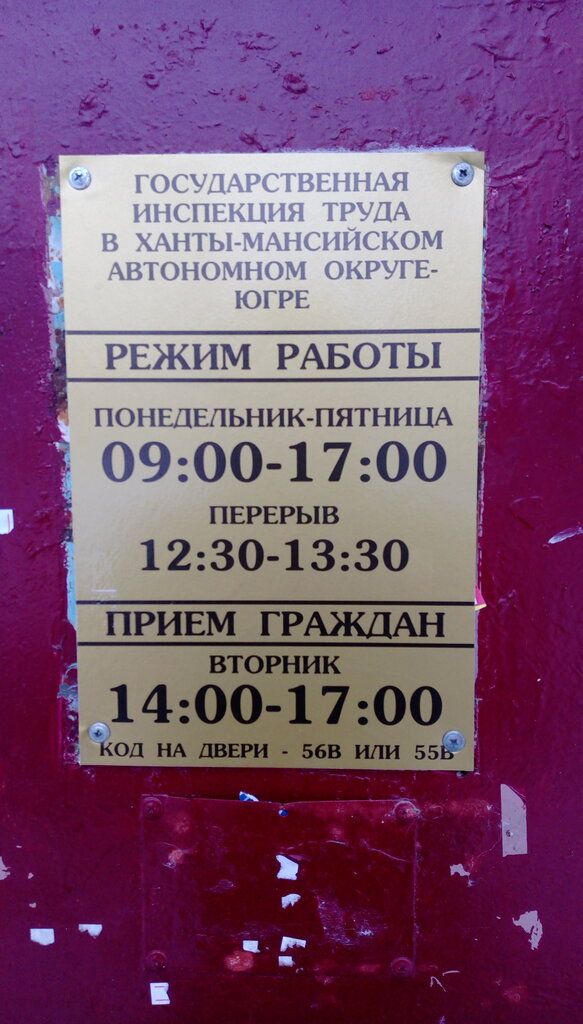 ГОСУДАРСТВЕННАЯ
ИНСПЕКЦИЯ ТРУДА
В ХАНТЫ-МАНСИЙСКОМ
АВТОНОМНОМ ОКРУГЕ-
ЮГРЕ
РЕЖИМ РАБОТЫ
ПОНЕДЕЛЬНИК-ПЯТНИЦА
09:00-17:00
ПЕРЕРЫВ
12:30-13:30
ПРИЕМ ГРАЖДАН
ВТОРНИК
14:00-17:00
КОД НА ДВЕРИ - 56В ИЛИ 55В